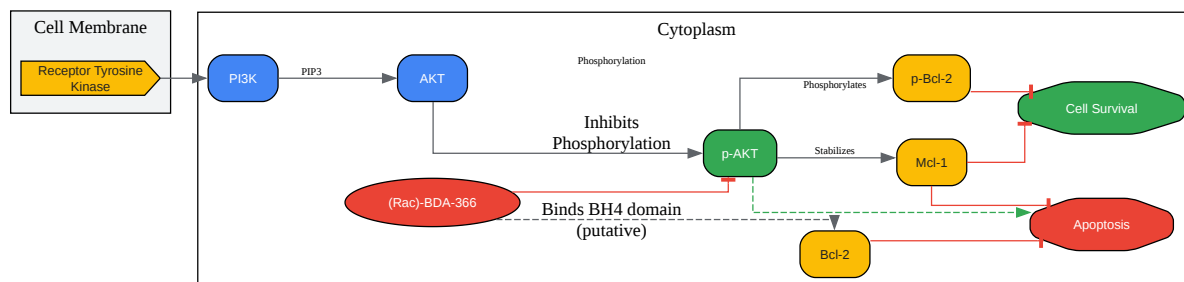 Cell Membrane
Cytoplasm
Receptor Tyrosine
Kinase
PI3K
PIP3
AKT
Phosphorylation
Phosphorylates
p-Bcl-2
Cell Survival
Inhibits
Phosphorylation
p-AKT
Stabilizes
Mcl-1
(Rac)-BDA-366
Binds BH4 domain
(putative)
Bcl-2
Apoptosis